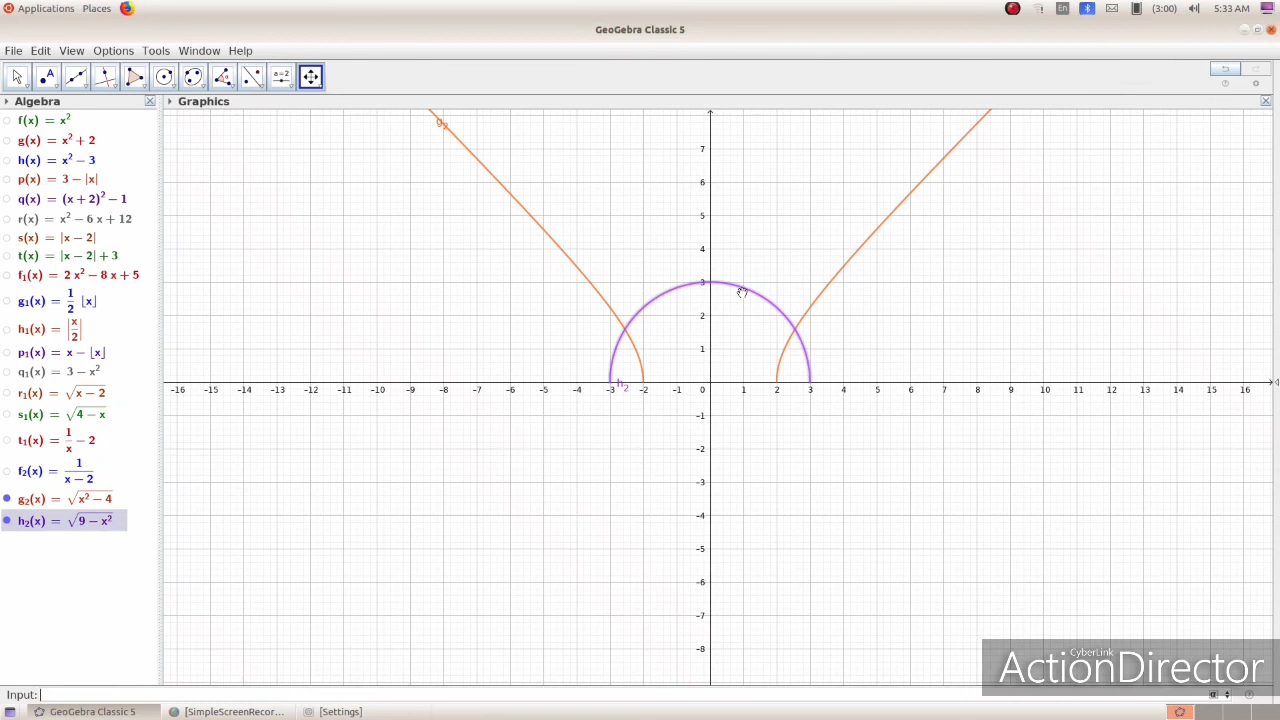 Applications Places En (3:00) 5:33 AM
GeoGebra Classic 5
File Edit View Options Tools Window Help
A a=2
Algebra Graphics
f(x) = x²
g(x) = x² + 2
h(x) = x² − 3
p(x) = 3 − |x|
q(x) = (x + 2)² − 1
r(x) = x² − 6 x + 12
s(x) = |x − 2|
t(x) = |x − 2| + 3
f₁(x) = 2 x² − 8 x + 5
g₁(x) = 1/2 ⌊x⌋
h₁(x) = |x/2|
p₁(x) = x − ⌊x⌋
q₁(x) = 3 − x²
r₁(x) = √(x − 2)
s₁(x) = √(4 − x)
t₁(x) = 1/x − 2
f₂(x) = 1/(x − 2)
g₂(x) = √(x² − 4)
h₂(x) = √(9 − x²)
g₂
7
6
5
4
3
2
1
-16 -15 -14 -13 -12 -11 -10 -9 -8 -7 -6 -5 -4 -3 -2 -1 0 1 2 3 4 5 6 7 8 9 10 11 12 13 14 15 16
h₂
-1
-2
-3
-4
-5
-6
-7
-8
CyberLink
ActionDirector
Input: α
GeoGebra Classic 5 [SimpleScreenRecor... [Settings]